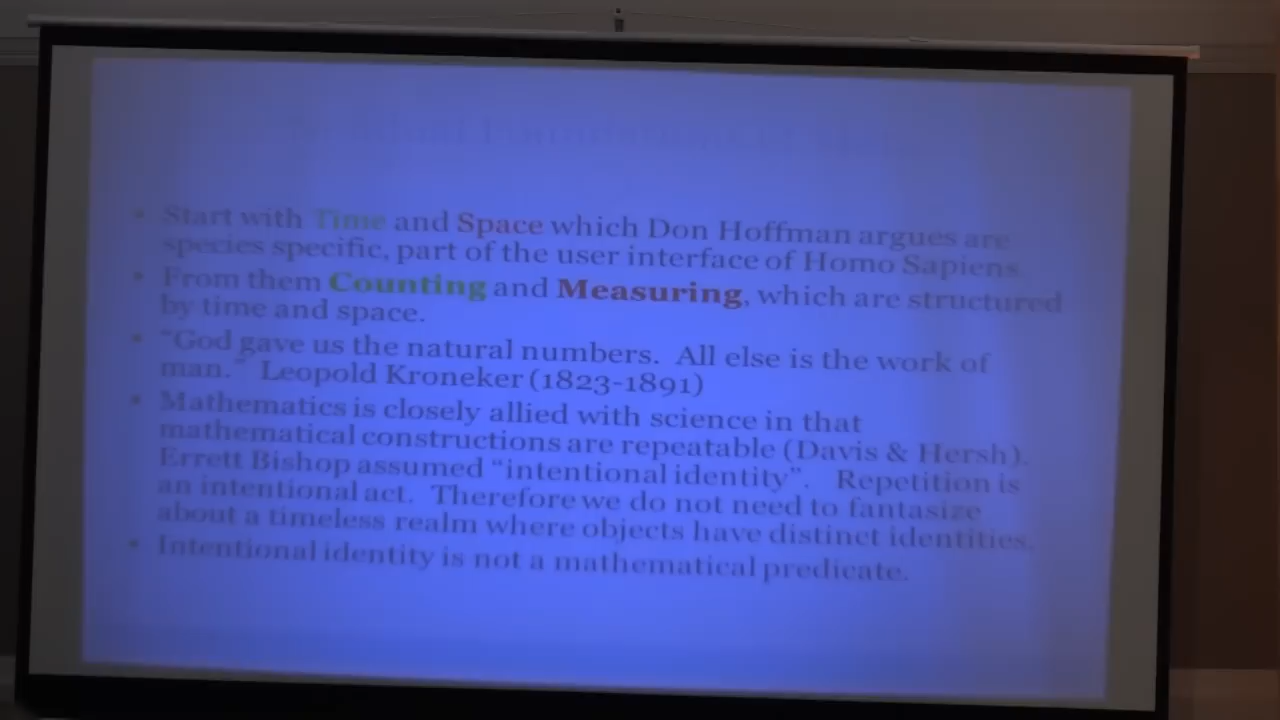 • Start with Time and Space which Don Hoffman argues are
species specific, part of the user interface of Homo Sapiens.
• From them Counting and Measuring, which are structured
by time and space.
• “God gave us the natural numbers. All else is the work of
man.” Leopold Kroneker (1823-1891)
• Mathematics is closely allied with science in that
mathematical constructions are repeatable (Davis & Hersh).
Errett Bishop assumed “intentional identity”. Repetition is
an intentional act. Therefore we do not need to fantasize
about a timeless realm where objects have distinct identities.
• Intentional identity is not a mathematical predicate.